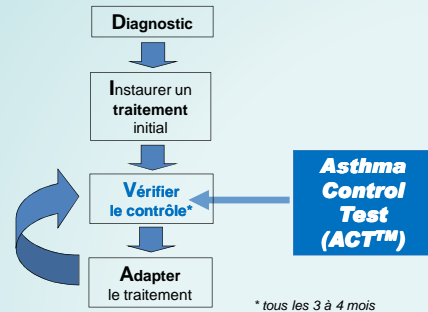 Diagnostic
Instaurer un
traitement
initial
Vérifier
le contrôle*
Asthma
Control
Test
(ACT™)
Adapter
le traitement
* tous les 3 à 4 mois